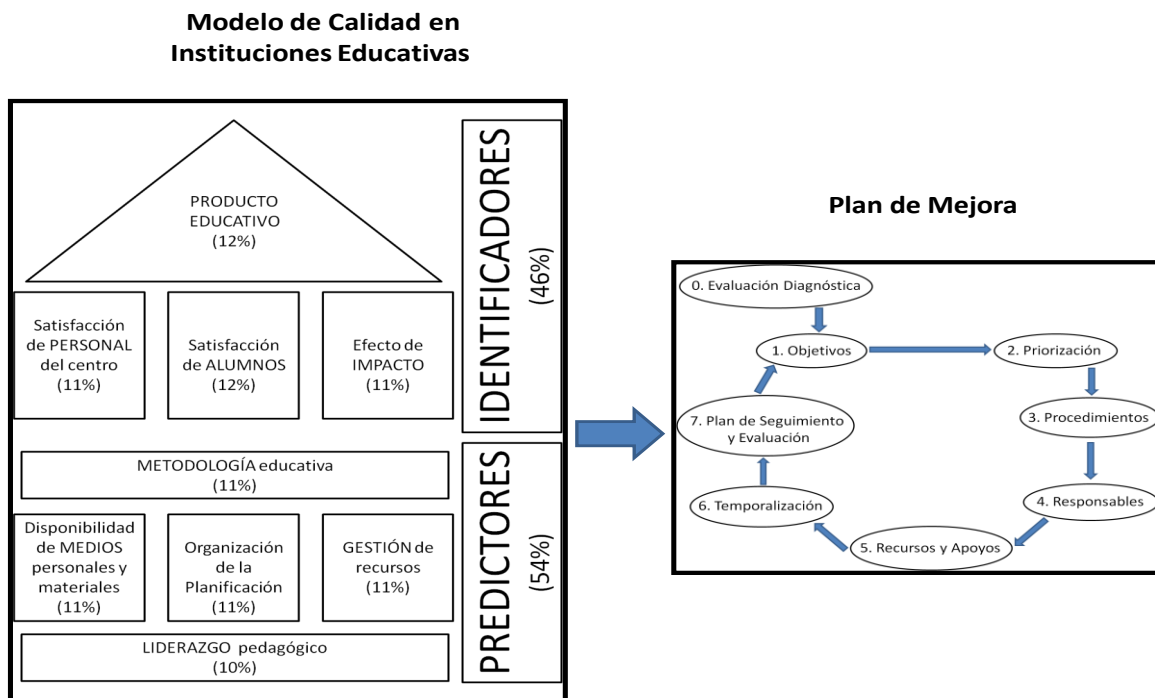 Modelo de Calidad en
Instituciones Educativas
PRODUCTO
EDUCATIVO
(12%)
Satisfacción
de PERSONAL
del centro
(11%)
Satisfacción
de ALUMNOS
(12%)
Efecto de
IMPACTO
(11%)
IDENTIFICADORES
(46%)
METODOLOGÍA educativa
(11%)
Disponibilidad
de MEDIOS
personales y
materiales
(11%)
Organización
de la
Planificación
(11%)
GESTIÓN de
recursos
(11%)
LIDERAZGO pedagógico
(10%)
PREDICTORES
(54%)
Plan de Mejora
0. Evaluación Diagnóstica
1. Objetivos
2. Priorización
3. Procedimientos
4. Responsables
5. Recursos y Apoyos
6. Temporalización
7. Plan de Seguimiento
y Evaluación